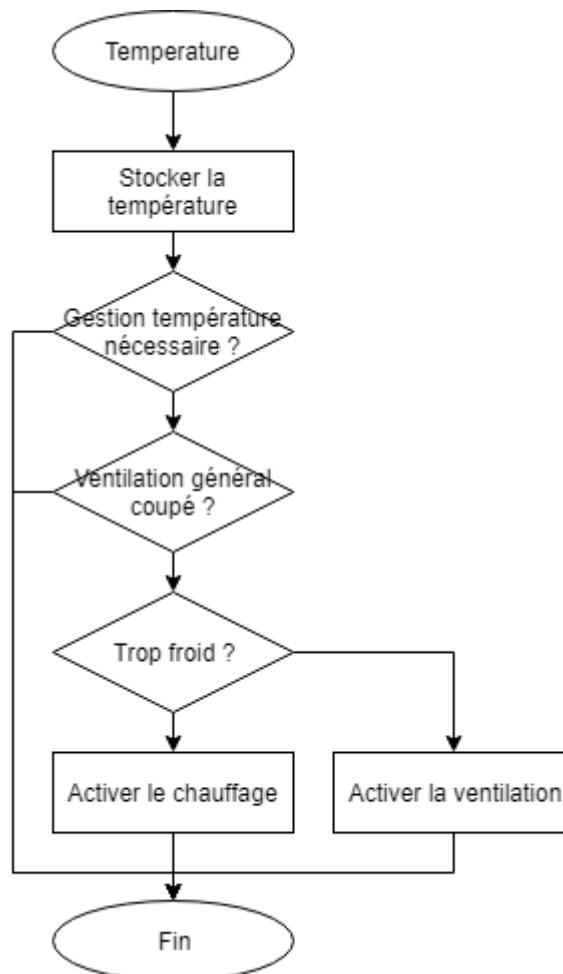 Temperature
Stocker la
température
Gestion température
nécessaire ?
Ventilation général
coupé ?
Trop froid ?
Activer le chauffage
Activer la ventilation
Fin